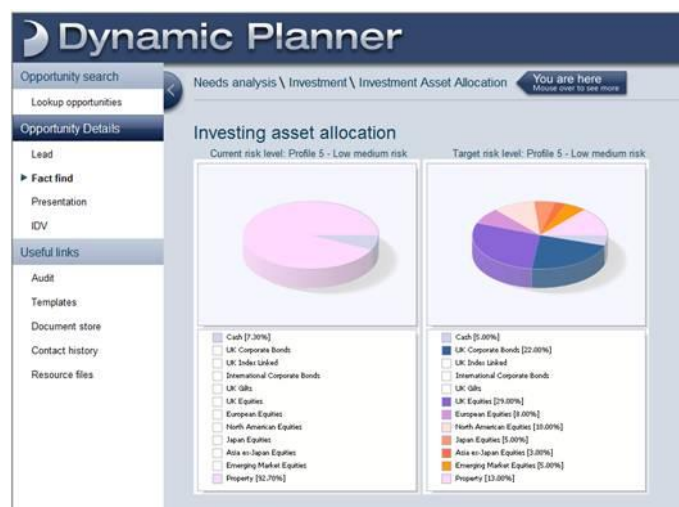 Dynamic Planner
Opportunity search
Lookup opportunities
Opportunity Details
Lead
Fact find
Presentation
IDV
Useful links
Audit
Templates
Document store
Contact history
Resource files
Needs analysis \ Investment \ Investment Asset Allocation
You are here
Mouse over to see more
Investing asset allocation
Current risk level: Profile 5 - Low medium risk
Cash [7.30%]
UK Corporate Bonds
UK Index Linked
International Corporate Bonds
UK Gilts
UK Equities
European Equities
North American Equities
Japan Equities
Asia ex-Japan Equities
Emerging Market Equities
Property [92.70%]
Target risk level: Profile 5 - Low medium risk
Cash [5.00%]
UK Corporate Bonds [22.00%]
UK Index Linked
International Corporate Bonds
UK Gilts
UK Equities [29.00%]
European Equities [8.00%]
North American Equities [10.00%]
Japan Equities [5.00%]
Asia ex-Japan Equities [3.00%]
Emerging Market Equities [5.00%]
Property [13.00%]